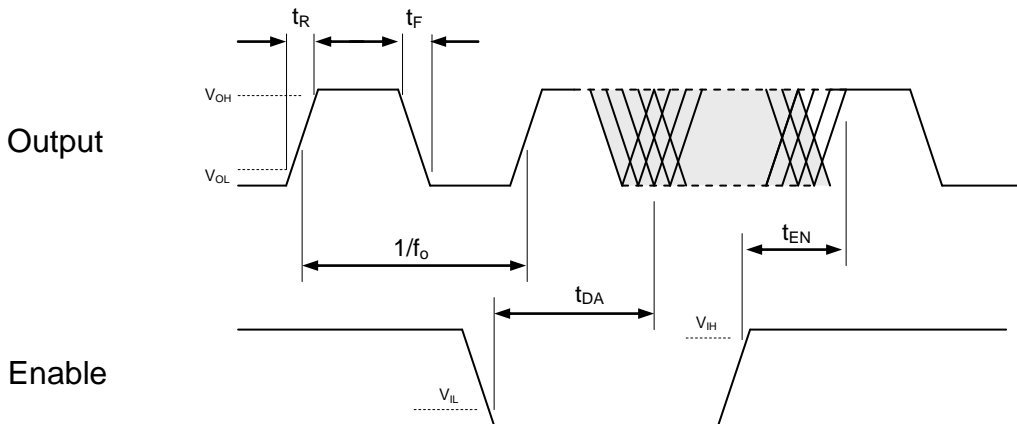 tR
tF
VOH
Output
VOL
1/fo
tEN
tDA
VIH
Enable
VIL